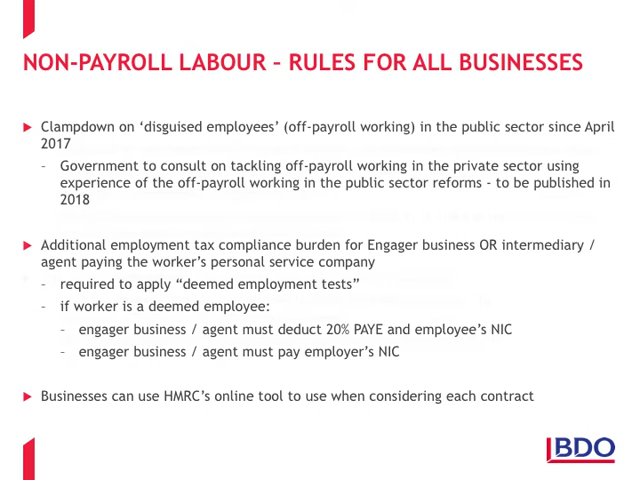 NON-PAYROLL LABOUR – RULES FOR ALL BUSINESSES
Clampdown on ‘disguised employees’ (off-payroll working) in the public sector since April
2017
– Government to consult on tackling off-payroll working in the private sector using
experience of the off-payroll working in the public sector reforms - to be published in
2018
Additional employment tax compliance burden for Engager business OR intermediary /
agent paying the worker’s personal service company
– required to apply “deemed employment tests”
– if worker is a deemed employee:
– engager business / agent must deduct 20% PAYE and employee’s NIC
– engager business / agent must pay employer’s NIC
Businesses can use HMRC’s online tool to use when considering each contract
BDO